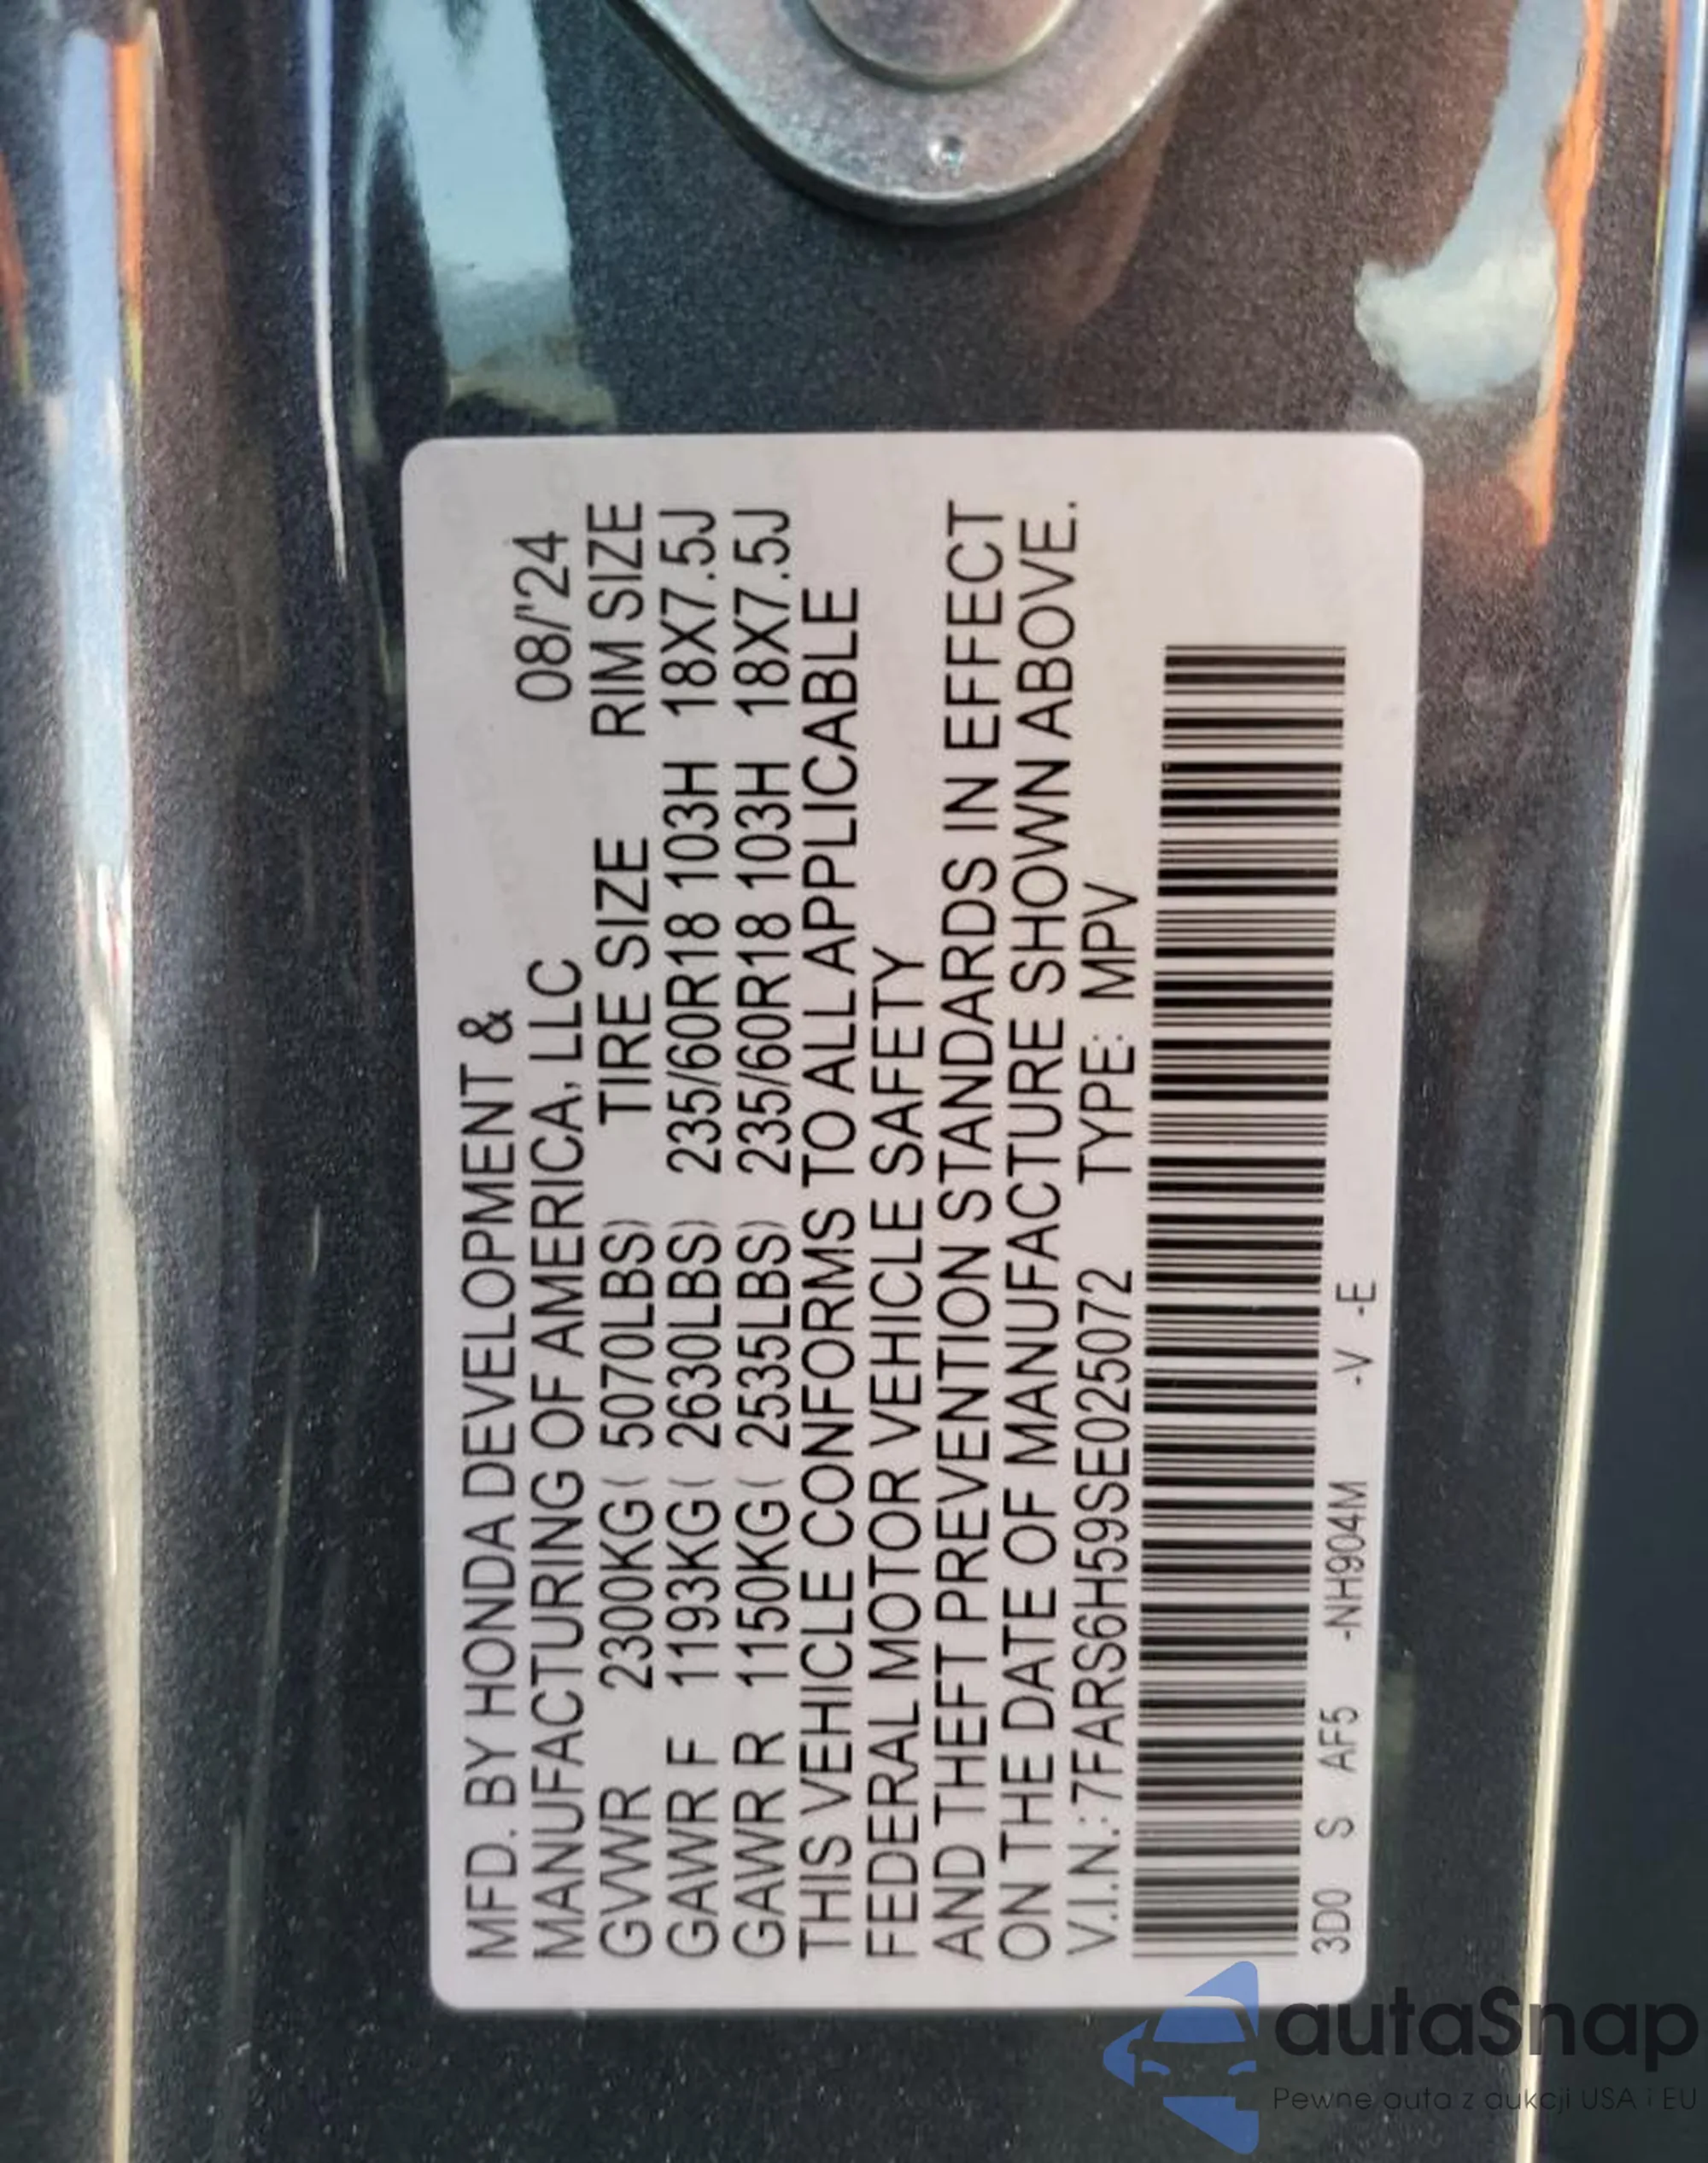 MFD. BY HONDA DEVELOPMENT &
MANUFACTURING OF AMERICA, LLC 08/'24
GVWR 2300KG( 5070LBS) TIRE SIZE RIM SIZE
GAWR F 1193KG( 2630LBS) 235/60R18 103H 18X7.5J
GAWR R 1150KG( 2535LBS) 235/60R18 103H 18X7.5J
THIS VEHICLE CONFORMS TO ALL APPLICABLE
FEDERAL MOTOR VEHICLE SAFETY
AND THEFT PREVENTION STANDARDS IN EFFECT
ON THE DATE OF MANUFACTURE SHOWN ABOVE.
V.I.N.:7FARS6H59SE025072 TYPE: MPV
3D0 S AF5 -NH904M -V -E
autaSnap
Pewne auta z aukcji USA i EU